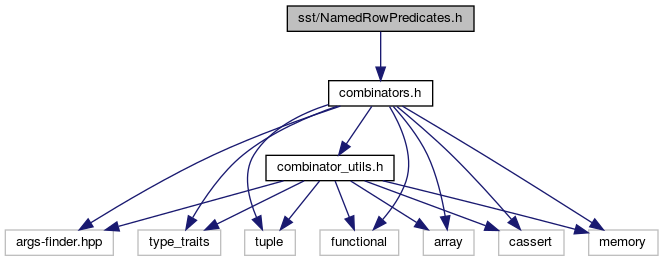 sst/NamedRowPredicates.h
combinators.h
combinator_utils.h
args-finder.hpp
type_traits
tuple
functional
array
cassert
memory